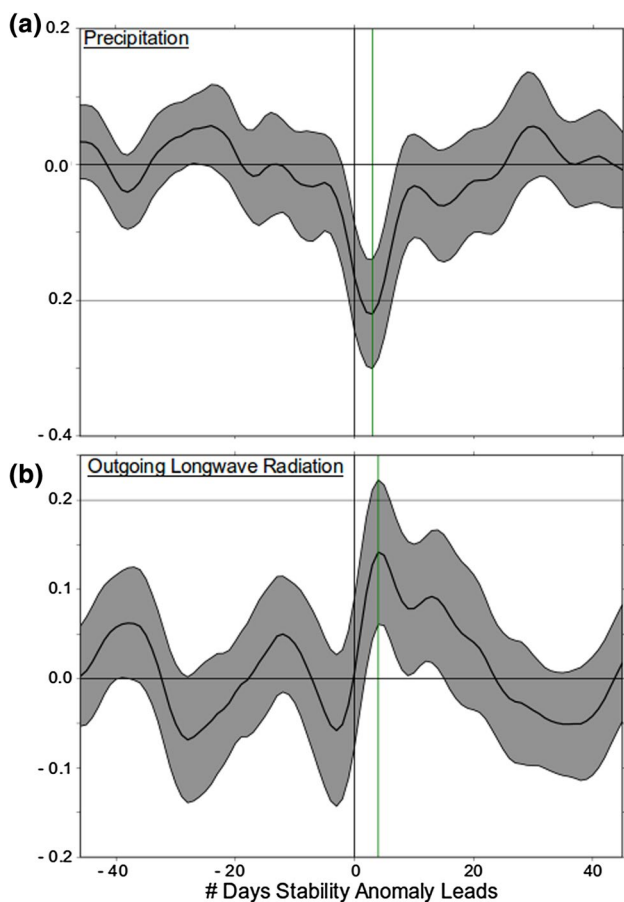 (a)
Precipitation
0.2
0.0
0.2
- 0.4
(b)
Outgoing Longwave Radiation
0.2
0.1
0.0
- 0.1
- 0.2
- 40 - 20 0 20 40
# Days Stability Anomaly Leads